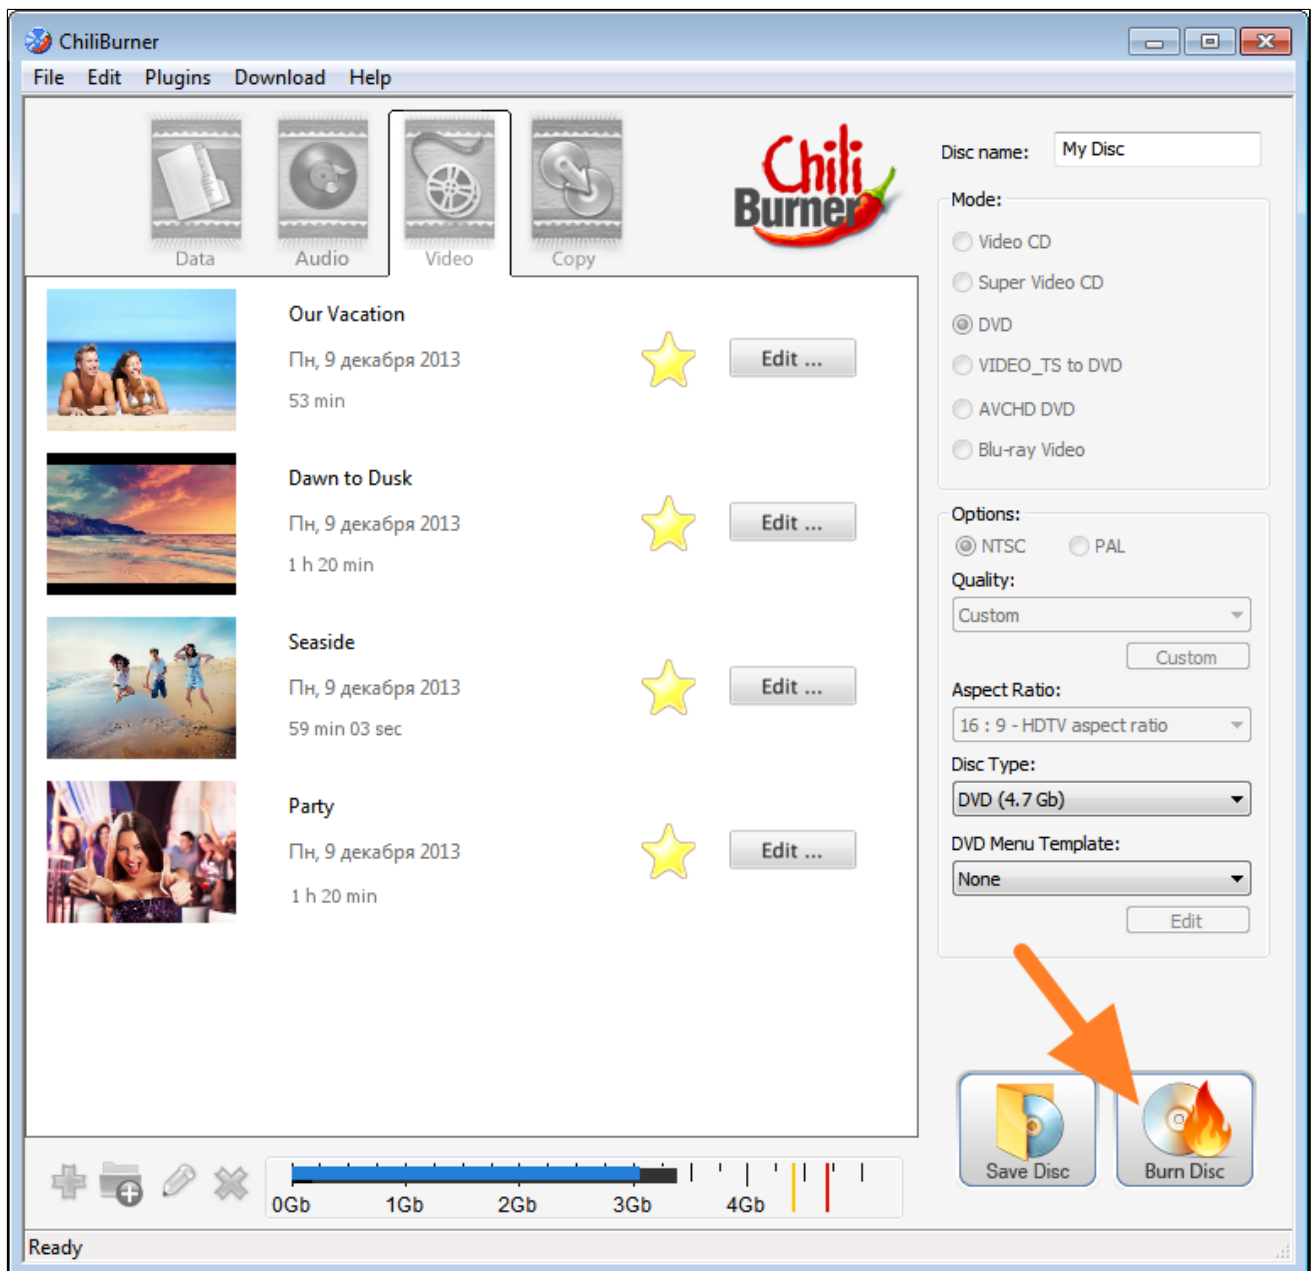 ChiliBurner
File Edit Plugins Download Help
Data Audio Video Copy
Chili
Burner
Our Vacation
Пн, 9 декабря 2013
53 min
Edit ...
Dawn to Dusk
Пн, 9 декабря 2013
1 h 20 min
Edit ...
Seaside
Пн, 9 декабря 2013
59 min 03 sec
Edit ...
Party
Пн, 9 декабря 2013
1 h 20 min
Edit ...
Disc name: My Disc
Mode:
Video CD
Super Video CD
DVD
VIDEO_TS to DVD
AVCHD DVD
Blu-ray Video
Options:
NTSC PAL
Quality:
Custom
Custom
Aspect Ratio:
16 : 9 - HDTV aspect ratio
Disc Type:
DVD (4.7 Gb)
DVD Menu Template:
None
Edit
Save Disc Burn Disc
0Gb 1Gb 2Gb 3Gb 4Gb
Ready